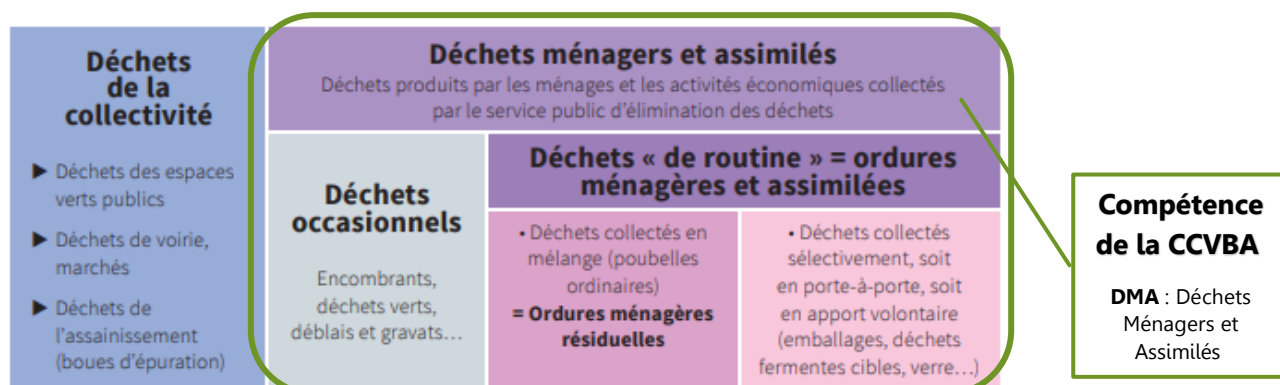 Déchets
de la
collectivité
▶ Déchets des espaces
verts publics
▶ Déchets de voirie,
marchés
▶ Déchets de
l'assainissement
(boues d'épuration)
Déchets ménagers et assimilés
Déchets produits par les ménages et les activités économiques collectés
par le service public d'élimination des déchets
Déchets
occasionnels
Encombrants,
déchets verts,
déblais et gravats...
Déchets « de routine » = ordures
ménagères et assimilées
• Déchets collectés en
mélange (poubelles
ordinaires)
= Ordures ménagères
résiduelles
• Déchets collectés
sélectivement, soit
en porte-à-porte, soit
en apport volontaire
(emballages, déchets
fermentes cibles, verre...)
Compétence
de la CCVBA
DMA : Déchets
Ménagers et
Assimilés